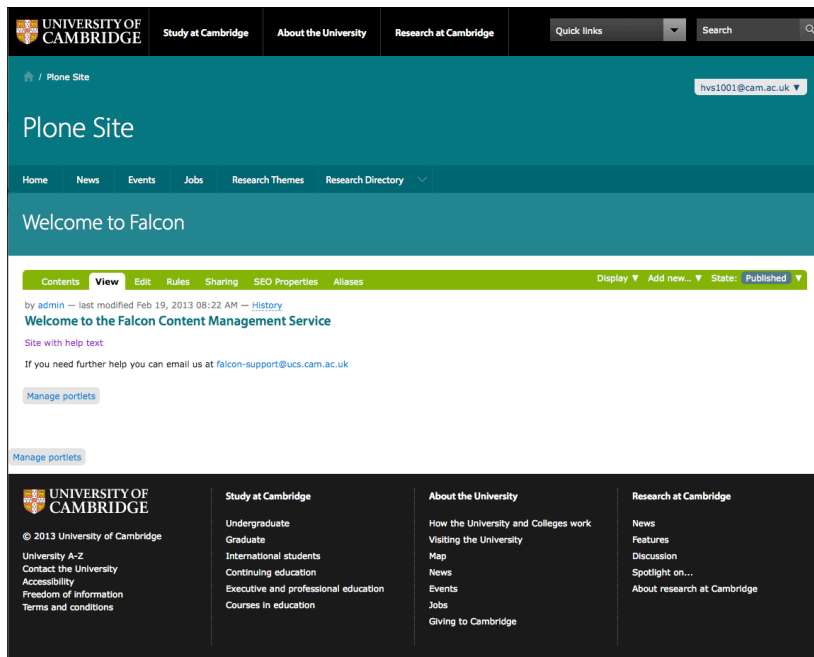 UNIVERSITY OF
CAMBRIDGE
Study at Cambridge
About the University
Research at Cambridge
Quick links
Search
/ Plone Site
hvs1001@cam.ac.uk ▼
Plone Site
Home News Events Jobs Research Themes Research Directory
Welcome to Falcon
Contents View Edit Rules Sharing SEO Properties Aliases Display ▼ Add new... ▼ State: Published ▼
by admin — last modified Feb 19, 2013 08:22 AM — History
Welcome to the Falcon Content Management Service
Site with help text
If you need further help you can email us at falcon-support@ucs.cam.ac.uk
Manage portlets
Manage portlets
UNIVERSITY OF
CAMBRIDGE
© 2013 University of Cambridge
University A-Z
Contact the University
Accessibility
Freedom of information
Terms and conditions
Study at Cambridge
Undergraduate
Graduate
International students
Continuing education
Executive and professional education
Courses in education
About the University
How the University and Colleges work
Visiting the University
Map
News
Events
Jobs
Giving to Cambridge
Research at Cambridge
News
Features
Discussion
Spotlight on...
About research at Cambridge